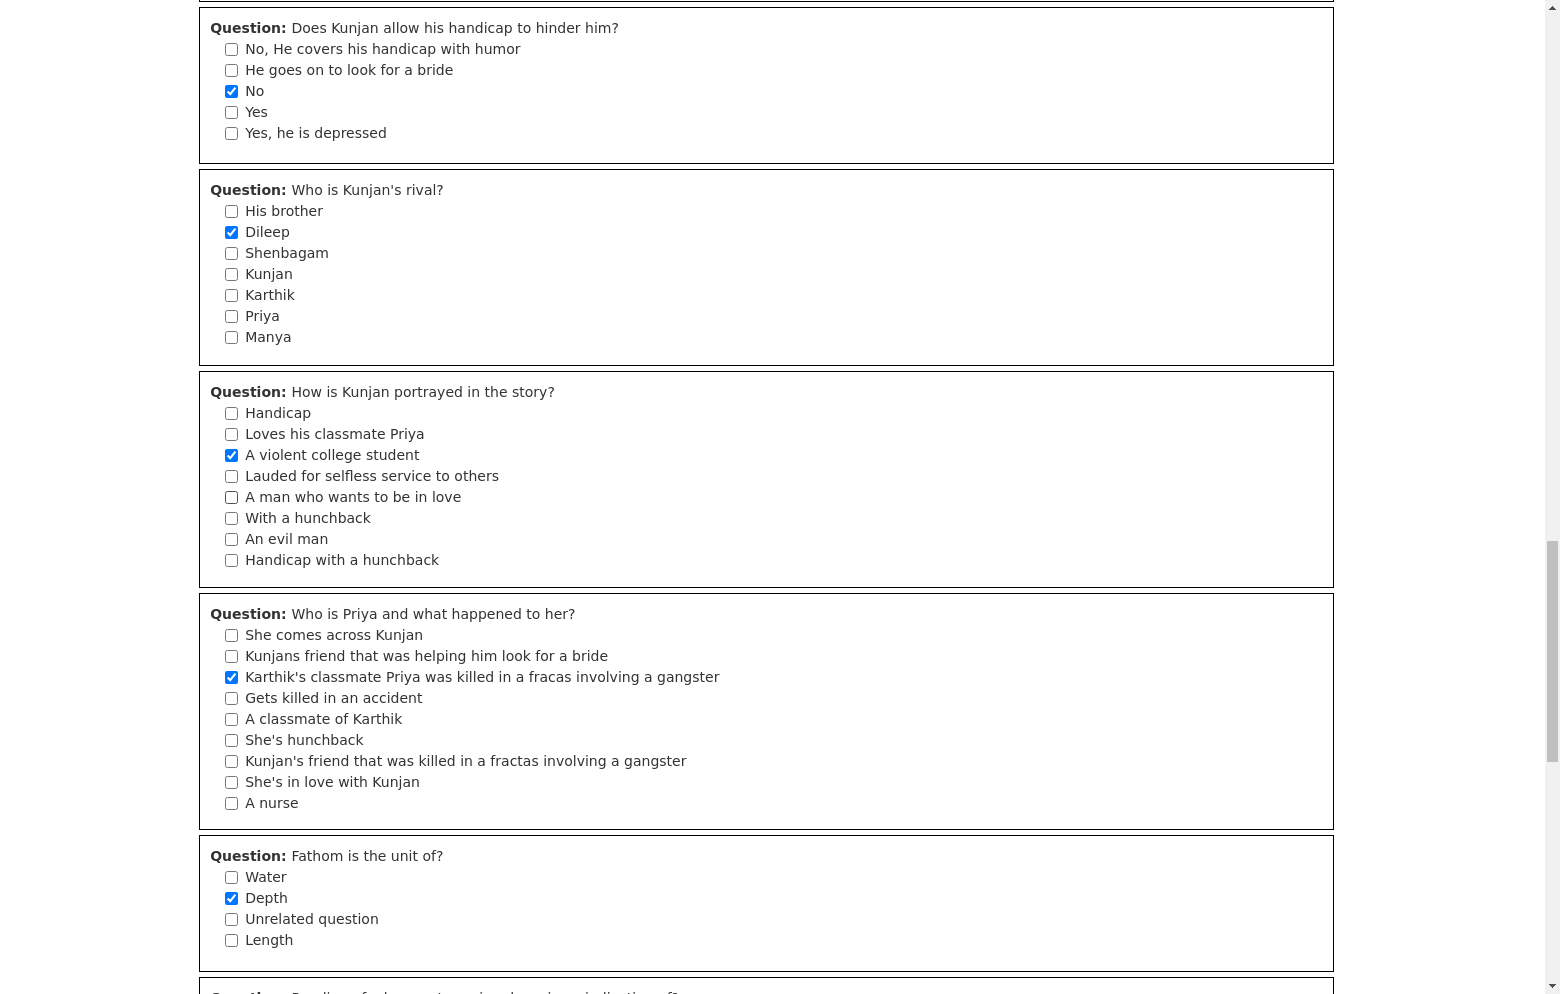 Question: Does Kunjan allow his handicap to hinder him?
No, He covers his handicap with humor
He goes on to look for a bride
No
Yes
Yes, he is depressed
Question: Who is Kunjan's rival?
His brother
Dileep
Shenbagam
Kunjan
Karthik
Priya
Manya
Question: How is Kunjan portrayed in the story?
Handicap
Loves his classmate Priya
A violent college student
Lauded for selfless service to others
A man who wants to be in love
With a hunchback
An evil man
Handicap with a hunchback
Question: Who is Priya and what happened to her?
She comes across Kunjan
Kunjans friend that was helping him look for a bride
Karthik's classmate Priya was killed in a fracas involving a gangster
Gets killed in an accident
A classmate of Karthik
She's hunchback
Kunjan's friend that was killed in a fractas involving a gangster
She's in love with Kunjan
A nurse
Question: Fathom is the unit of?
Water
Depth
Unrelated question
Length